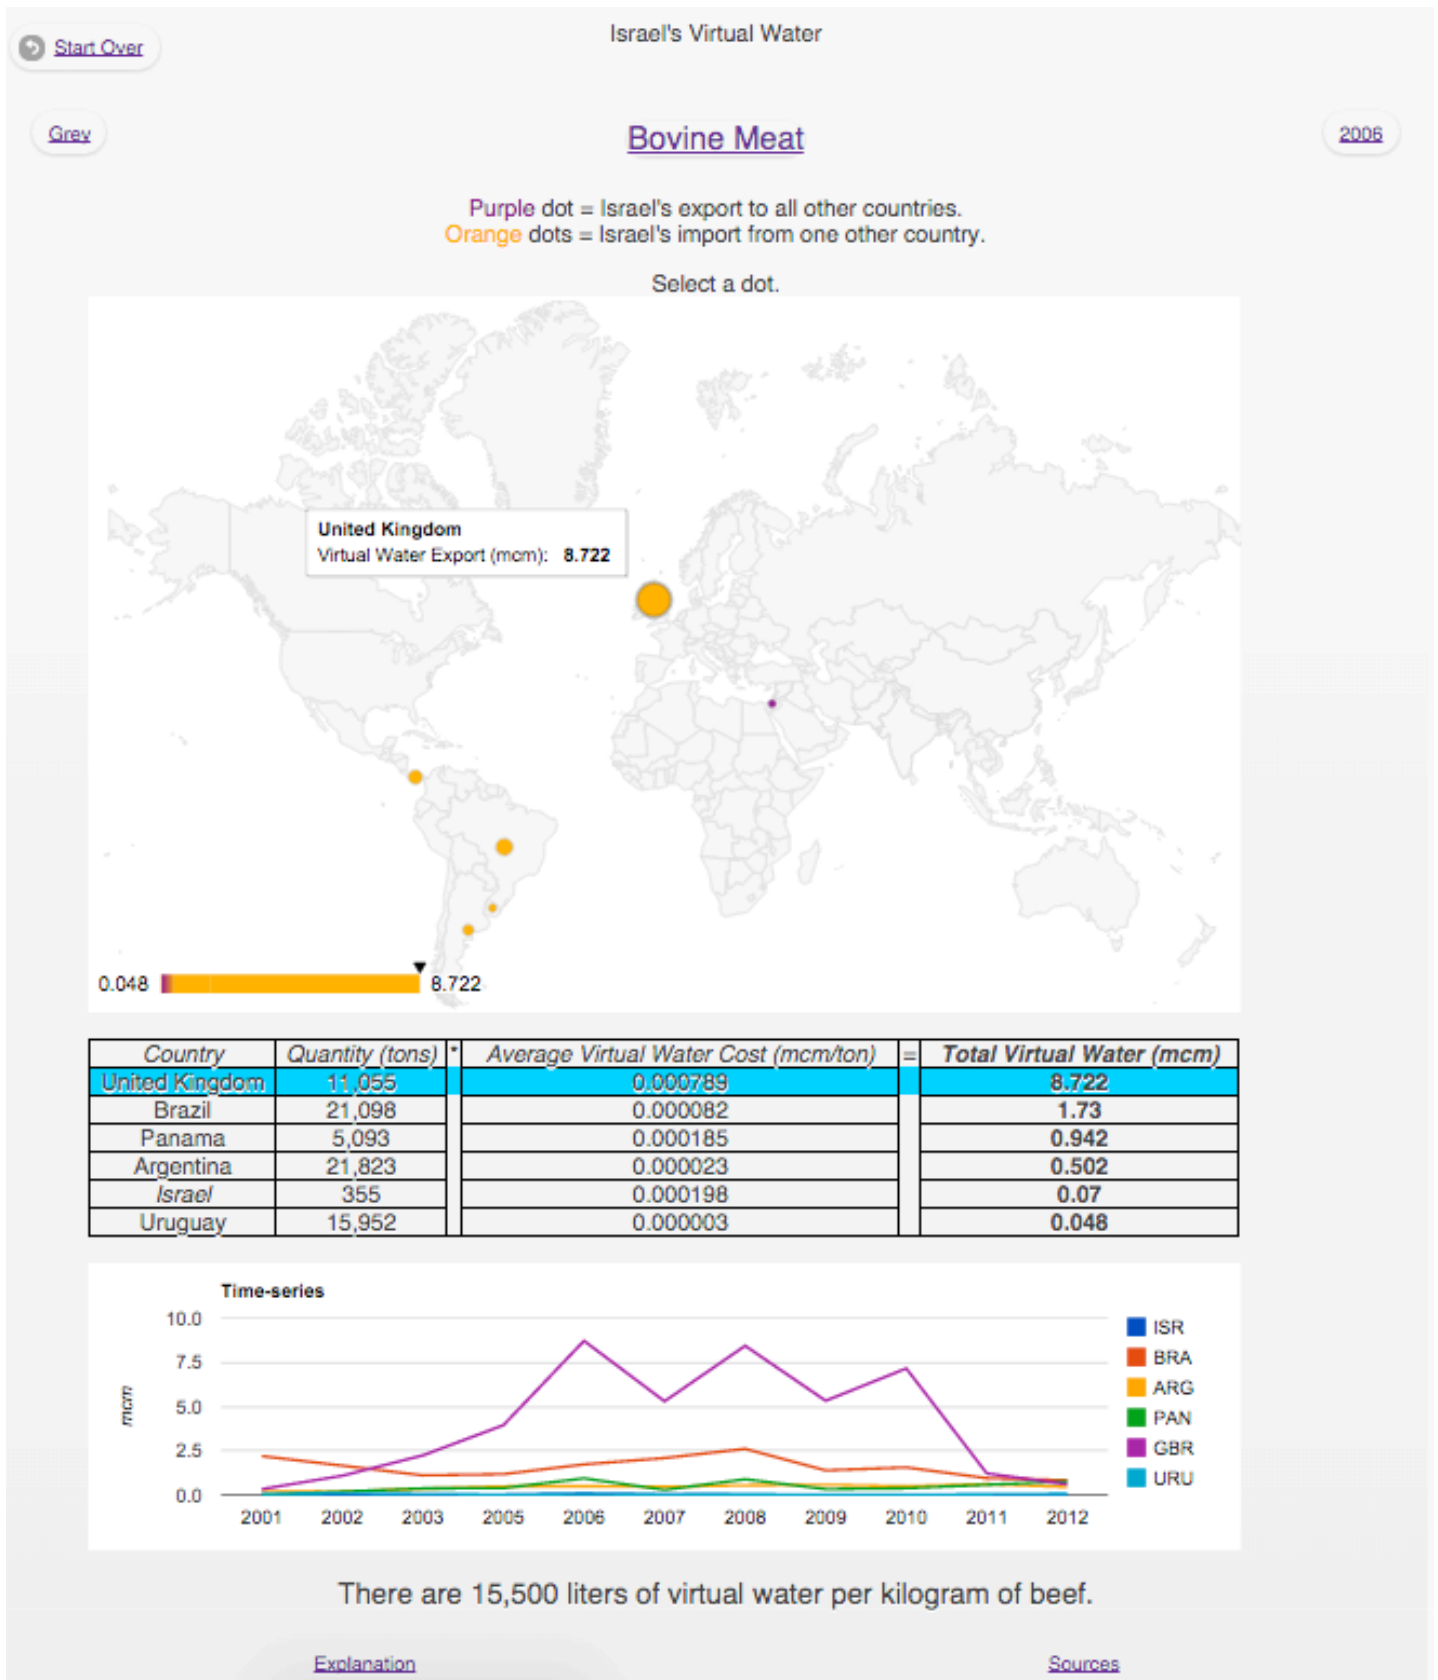 Start Over
Israel's Virtual Water
Grey
Bovine Meat
2006
Purple dot = Israel's export to all other countries.
Orange dots = Israel's import from one other country.
Select a dot.
United Kingdom
Virtual Water Export (mcm): 8.722
0.048 8.722
Country Quantity (tons) * Average Virtual Water Cost (mcm/ton) = Total Virtual Water (mcm)
United Kingdom 11,055 0.000789 8.722
Brazil 21,098 0.000082 1.73
Panama 5,093 0.000185 0.942
Argentina 21,823 0.000023 0.502
Israel 355 0.000198 0.07
Uruguay 15,952 0.000003 0.048
Time-series
10.0
7.5
5.0
2.5
0.0
mcm
2001 2002 2003 2005 2006 2007 2008 2009 2010 2011 2012
ISR
BRA
ARG
PAN
GBR
URU
There are 15,500 liters of virtual water per kilogram of beef.
Explanation
Sources